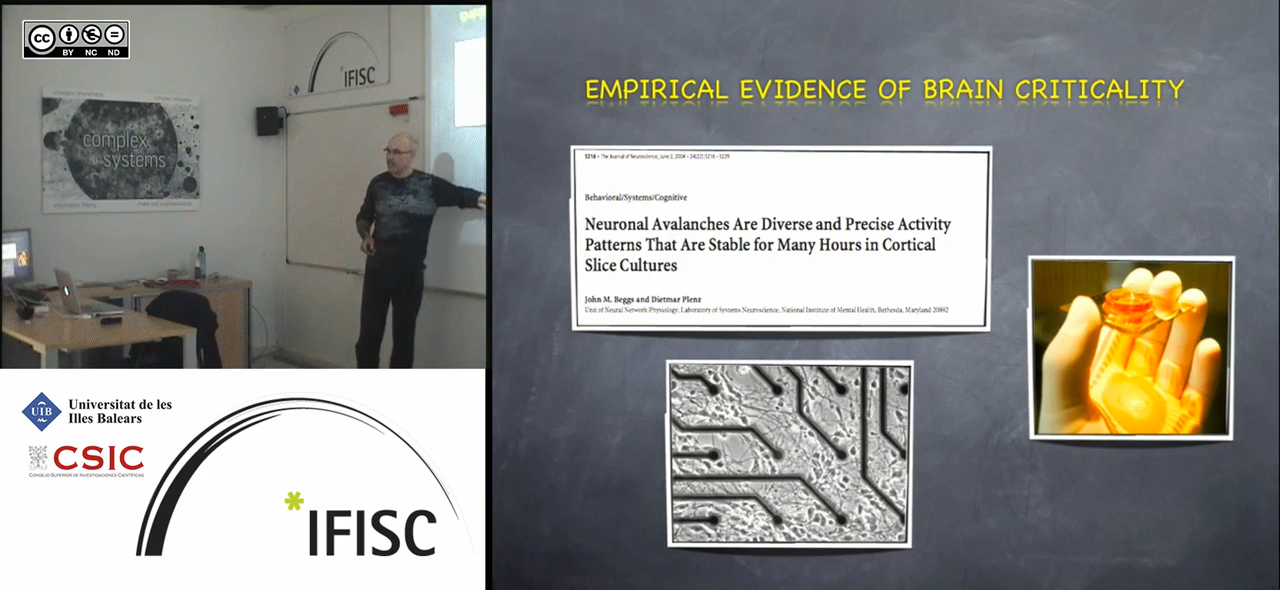 cc
BY NC ND
*IFISC
complex
systems
Universitat de les
Illes Balears
UIB
CSIC
CONSEJO SUPERIOR DE INVESTIGACIONES CIENTÍFICAS
*IFISC
EMPIRICAL EVIDENCE OF BRAIN CRITICALITY
5216 • The Journal of Neuroscience, June 2, 2004 • 24(22):5216 –5229
Behavioral/Systems/Cognitive
Neuronal Avalanches Are Diverse and Precise Activity
Patterns That Are Stable for Many Hours in Cortical
Slice Cultures
John M. Beggs and Dietmar Plenz
Unit of Neural Network Physiology, Laboratory of Systems Neuroscience, National Institute of Mental Health, Bethesda, Maryland 20892